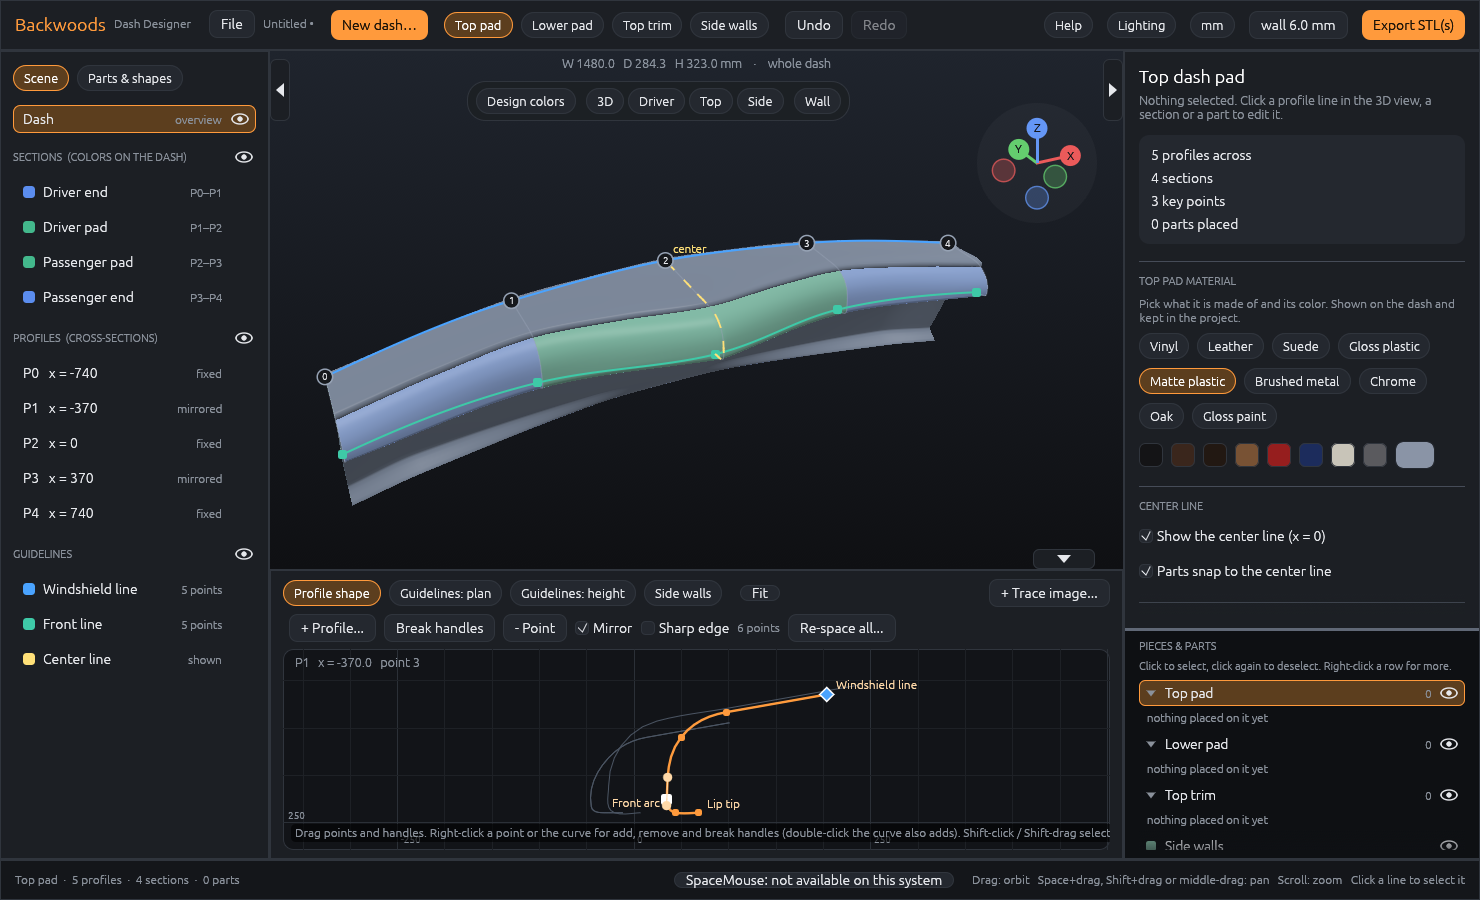 Backwoods Dash Designer File Untitled • New dash... Top pad Lower pad Top trim Side walls Undo Redo Help Lighting mm wall 6.0 mm Export STL(s)
Scene Parts & shapes
Dash overview
SECTIONS (COLORS ON THE DASH)
Driver end P0–P1
Driver pad P1–P2
Passenger pad P2–P3
Passenger end P3–P4
PROFILES (CROSS-SECTIONS)
P0 x = -740 fixed
P1 x = -370 mirrored
P2 x = 0 fixed
P3 x = 370 mirrored
P4 x = 740 fixed
GUIDELINES
Windshield line 5 points
Front line 5 points
Center line shown
W 1480.0 D 284.3 H 323.0 mm · whole dash
Design colors 3D Driver Top Side Wall
Z
Y
X
center
0
1
2
3
4
Profile shape Guidelines: plan Guidelines: height Side walls Fit + Trace image...
+ Profile... Break handles - Point Mirror Sharp edge 6 points Re-space all...
P1 x = -370.0 point 3
Windshield line
Front arc
Lip tip
250
Drag points and handles. Right-click a point or the curve for add, remove and break handles (double-click the curve also adds). Shift-click / Shift-drag select
-250 0 250
Top dash pad
Nothing selected. Click a profile line in the 3D view, a
section or a part to edit it.
5 profiles across
4 sections
3 key points
0 parts placed
TOP PAD MATERIAL
Pick what it is made of and its color. Shown on the dash and
kept in the project.
Vinyl Leather Suede Gloss plastic
Matte plastic Brushed metal Chrome
Oak Gloss paint
CENTER LINE
Show the center line (x = 0)
Parts snap to the center line
PIECES & PARTS
Click to select, click again to deselect. Right-click a row for more.
Top pad 0
nothing placed on it yet
Lower pad 0
nothing placed on it yet
Top trim 0
nothing placed on it yet
Side walls
Top pad · 5 profiles · 4 sections · 0 parts
SpaceMouse: not available on this system
Drag: orbit Space+drag, Shift+drag or middle-drag: pan Scroll: zoom Click a line to select it